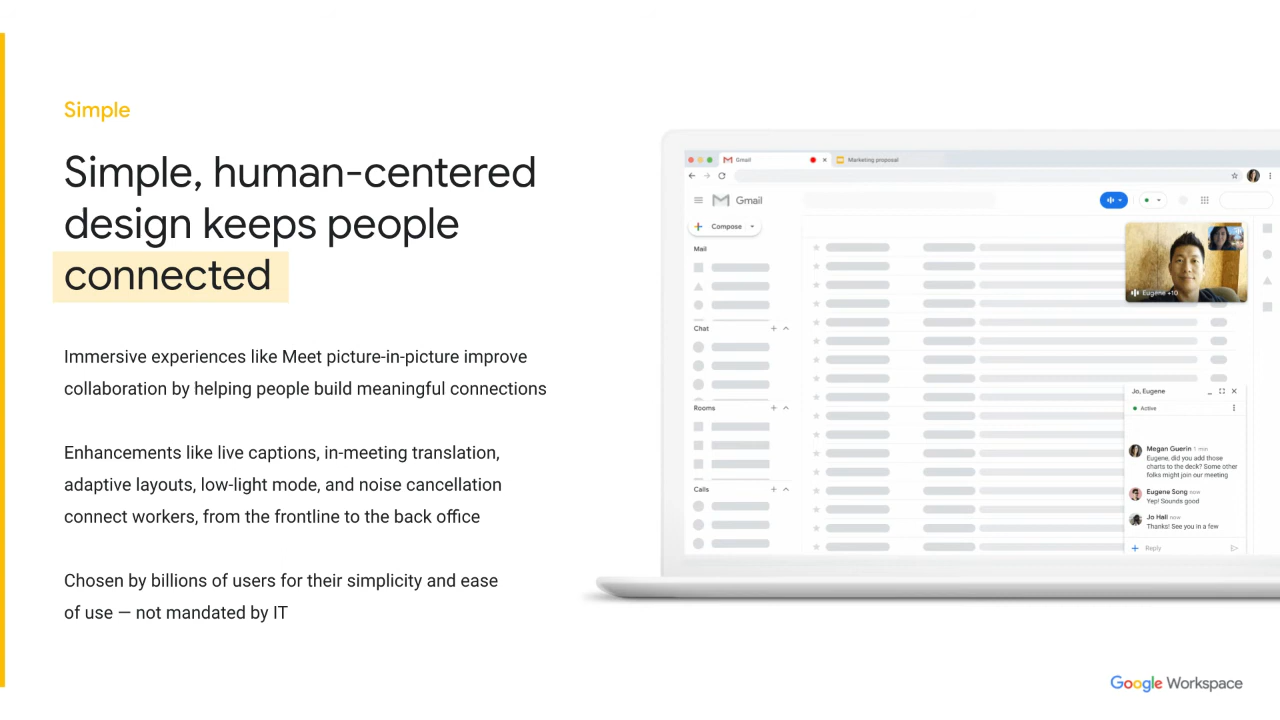 Simple
Simple, human-centered
design keeps people
connected
Immersive experiences like Meet picture-in-picture improve
collaboration by helping people build meaningful connections
Enhancements like live captions, in-meeting translation,
adaptive layouts, low-light mode, and noise cancellation
connect workers, from the frontline to the back office
Chosen by billions of users for their simplicity and ease
of use — not mandated by IT
Gmail
Marketing proposal
Gmail
Compose
Mail
Chat
Rooms
Calls
Eugene +10
Jo, Eugene
Active
Megan Guerin 1 min
Eugene, did you add those
charts to the deck? Some other
folks might join our meeting
Eugene Song now
Yep! Sounds good
Jo Hall now
Thanks! See you in a few
Reply
Google Workspace